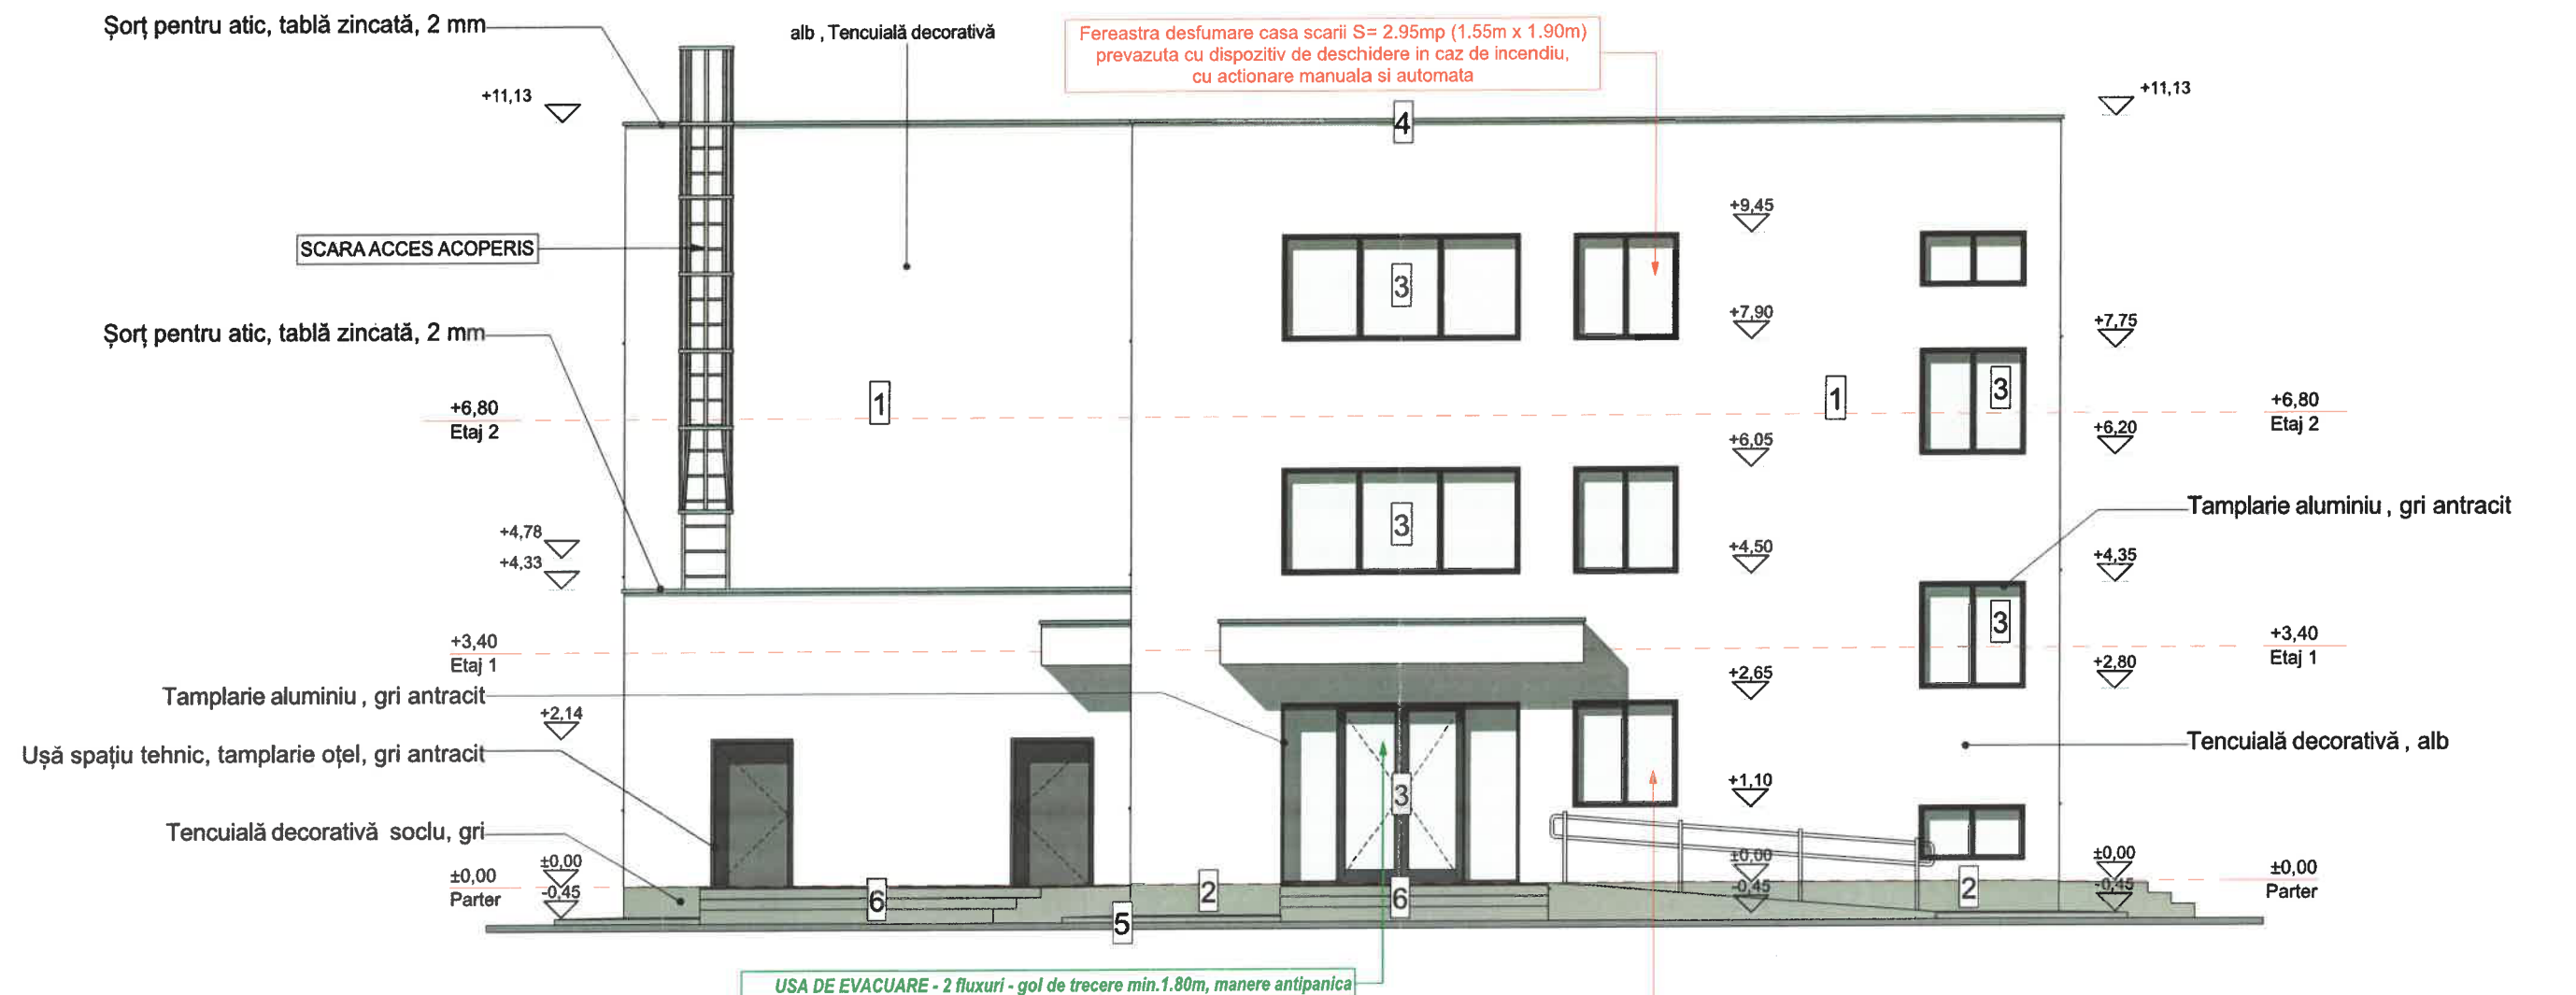 Șorț pentru atic, tablă zincată, 2 mm
alb , Tencuială decorativă
Fereastra desfumare casa scarii S= 2.95mp (1.55m x 1.90m)
prevazuta cu dispozitiv de deschidere in caz de incendiu,
cu actionare manuala si automata
+11,13
+11,13
4
+9,45
SCARA ACCES ACOPERIS
3
+7,90
+7,75
Șorț pentru atic, tablă zincată, 2 mm
1
1
3
+6,80
Etaj 2
+6,80
Etaj 2
+6,20
+6,05
Tamplarie aluminiu , gri antracit
3
+4,78
+4,50
+4,35
+4,33
3
+3,40
Etaj 1
+3,40
Etaj 1
+2,80
+2,65
Tamplarie aluminiu , gri antracit
+2,14
Tencuială decorativă , alb
Ușă spațiu tehnic, tamplarie oțel, gri antracit
+1,10
3
Tencuială decorativă soclu, gri
±0,00
±0,00
±0,00
±0,00
Parter
±0,00
Parter
-0,45
-0,45
-0,45
2
2
6
6
5
USA DE EVACUARE - 2 fluxuri - gol de trecere min.1.80m, manere antipanica